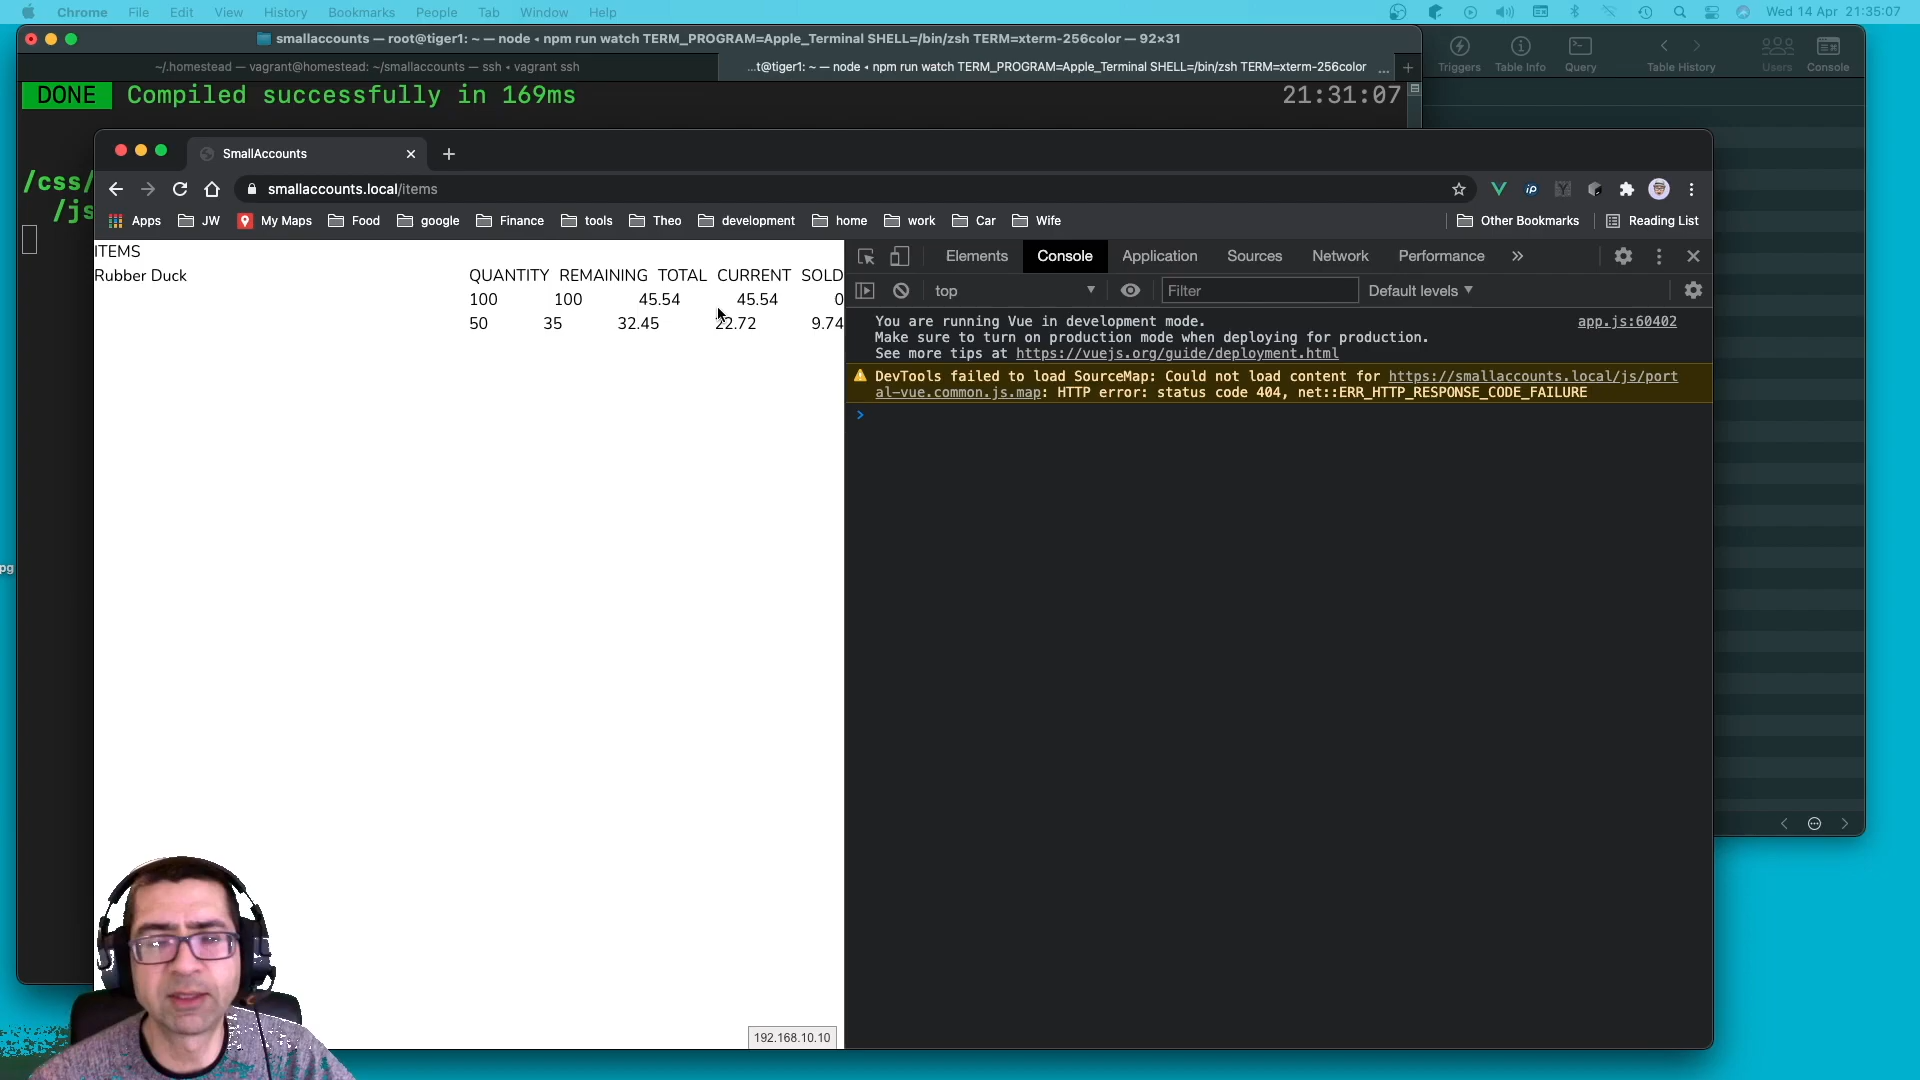 Chrome File Edit View History Bookmarks People Tab Window Help Wed 14 Apr 21:35:07
smallaccounts — root@tiger1: ~ — node ◂ npm run watch TERM_PROGRAM=Apple_Terminal SHELL=/bin/zsh TERM=xterm-256color — 92×31
~/.homestead — vagrant@homestead: ~/smallaccounts — ssh ◂ vagrant ssh
...t@tiger1: ~ — node ◂ npm run watch TERM_PROGRAM=Apple_Terminal SHELL=/bin/zsh TERM=xterm-256color ...
Triggers Table Info Query Table History Users Console
DONE Compiled successfully in 169ms 21:31:07
/css/
/js
SmallAccounts
smallaccounts.local/items
Apps JW My Maps Food google Finance tools Theo development home work Car Wife Other Bookmarks Reading List
ITEMS
Rubber Duck QUANTITY REMAINING TOTAL CURRENT SOLD
100 100 45.54 45.54 0
50 35 32.45 22.72 9.74
Elements Console Application Sources Network Performance »
top Filter Default levels
You are running Vue in development mode. app.js:60402
Make sure to turn on production mode when deploying for production.
See more tips at https://vuejs.org/guide/deployment.html
DevTools failed to load SourceMap: Could not load content for https://smallaccounts.local/js/port
al-vue.common.js.map: HTTP error: status code 404, net::ERR_HTTP_RESPONSE_CODE_FAILURE
>
pg
192.168.10.10